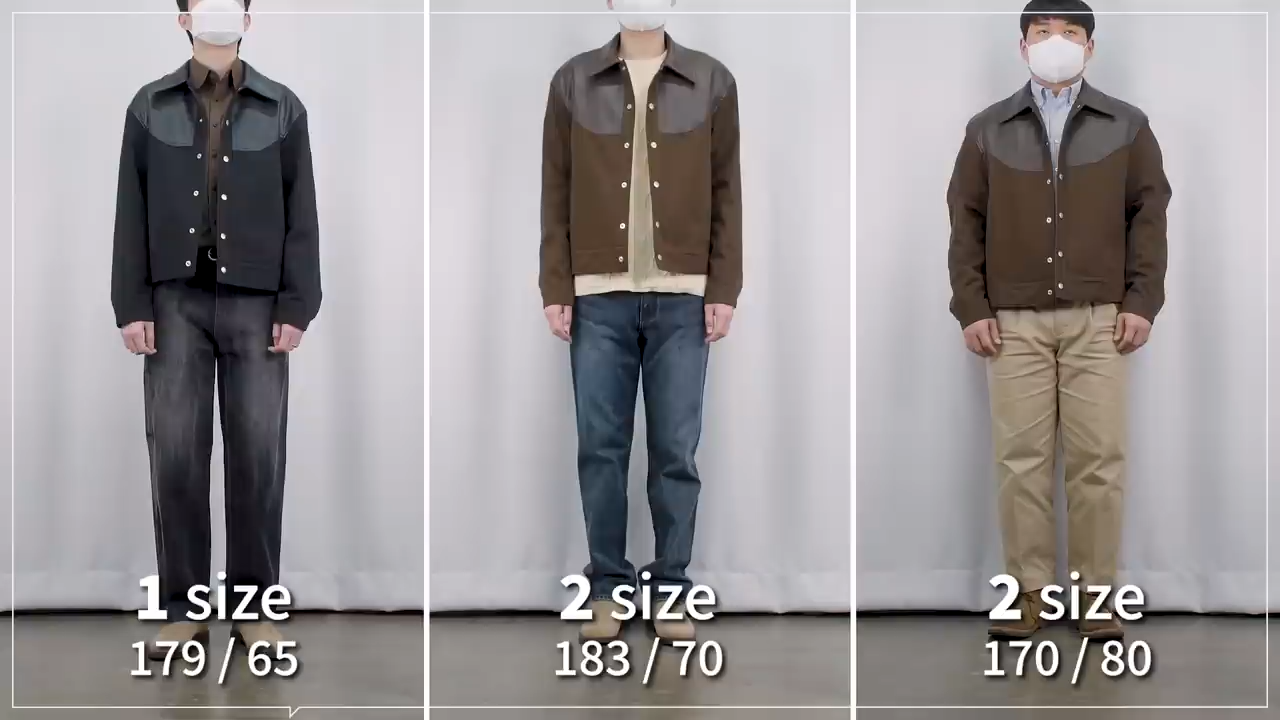 1 size
179 / 65
2 size
183 / 70
2 size
170 / 80